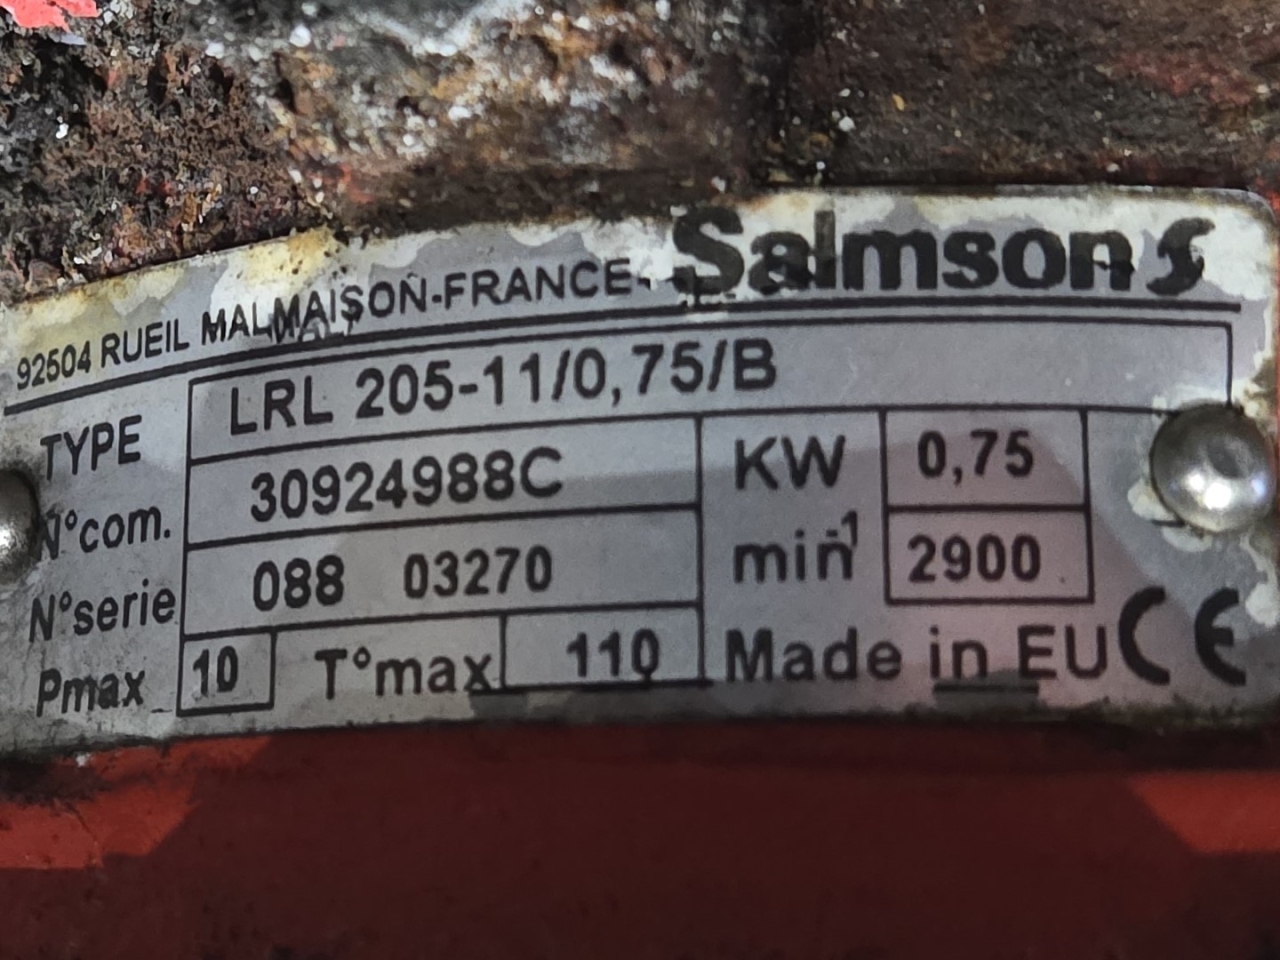 92504 RUEIL MALMAISON-FRANCE- Salmson
TYPE LRL 205-11/0,75/B
N°com. 30924988C KW 0,75
N°serie 088 03270 min-1 2900
Pmax 10 T°max 110 Made in EU CE